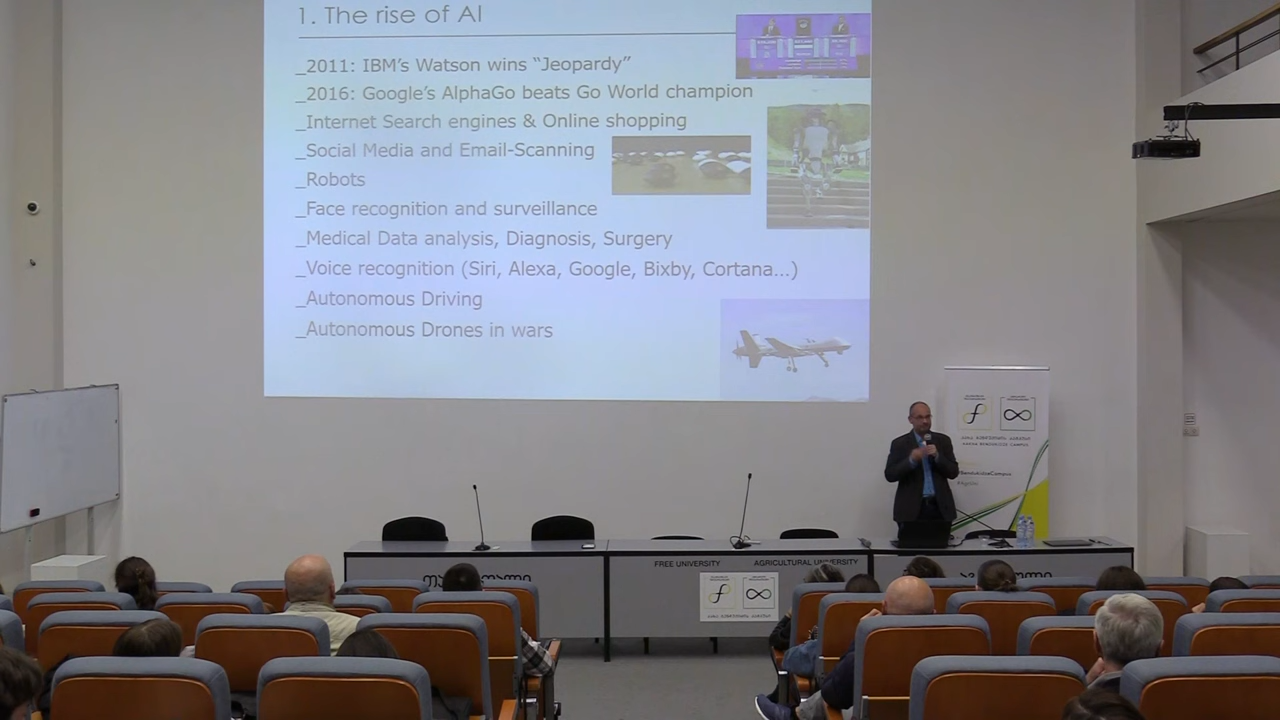 1. The rise of AI
_2011: IBM's Watson wins “Jeopardy”
_2016: Google's AlphaGo beats Go World champion
_Internet Search engines & Online shopping
_Social Media and Email-Scanning
_Robots
_Face recognition and surveillance
_Medical Data analysis, Diagnosis, Surgery
_Voice recognition (Siri, Alexa, Google, Bixby, Cortana...)
_Autonomous Driving
_Autonomous Drones in wars
FREE UNIVERSITY
AGRICULTURAL UNIVERSITY